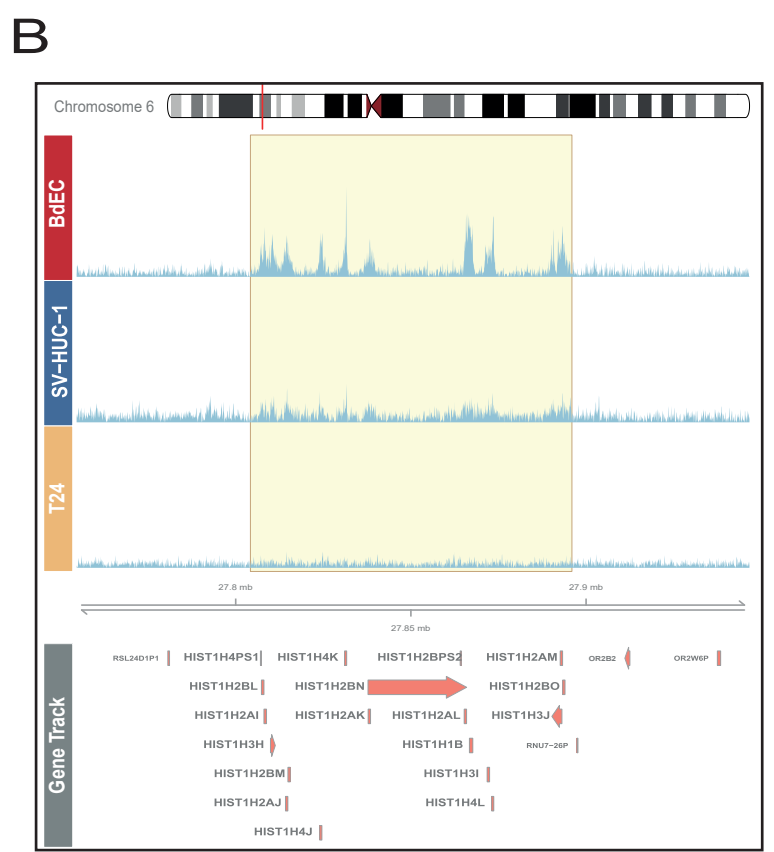 B
Chromosome 6
BdEC
SV-HUC-1
T24
27.8 mb 27.9 mb
27.85 mb
Gene Track
RSL24D1P1 HIST1H4PS1 HIST1H4K HIST1H2BPS2 HIST1H2AM OR2B2 OR2W6P
HIST1H2BL HIST1H2BN HIST1H2BO
HIST1H2AI HIST1H2AK HIST1H2AL HIST1H3J
HIST1H3H HIST1H1B RNU7-26P
HIST1H2BM HIST1H3I
HIST1H2AJ HIST1H4L
HIST1H4J